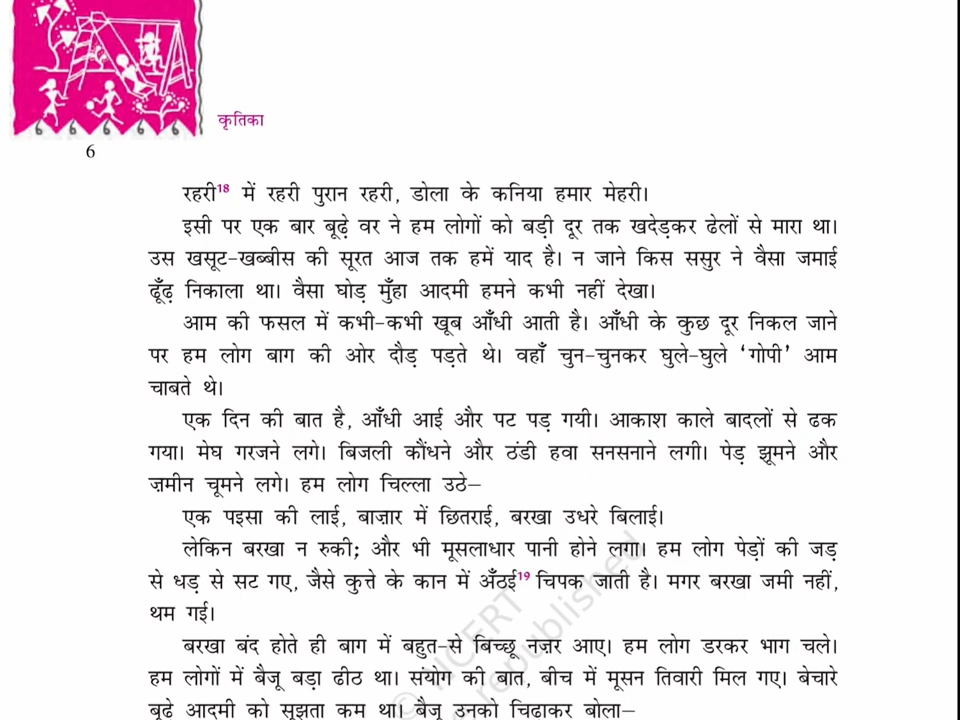 कृतिका
6
रहरी¹⁸ में रहरी पुरान रहरी, डोला के कनिया हमार मेहरी।
इसी पर एक बार बूढ़े वर ने हम लोगों को बड़ी दूर तक खदेड़कर ढेलों से मारा था।
उस खसूट-खब्बीस की सूरत आज तक हमें याद है। न जाने किस ससुर ने वैसा जमाई
ढूँढ़ निकाला था। वैसा घोड़ मुँहा आदमी हमने कभी नहीं देखा।
आम की फसल में कभी-कभी खूब आँधी आती है। आँधी के कुछ दूर निकल जाने
पर हम लोग बाग की ओर दौड़ पड़ते थे। वहाँ चुन-चुनकर घुले-घुले ‘गोपी’ आम
चाबते थे।
एक दिन की बात है, आँधी आई और पट पड़ गयी। आकाश काले बादलों से ढक
गया। मेघ गरजने लगे। बिजली कौंधने और ठंडी हवा सनसनाने लगी। पेड़ झूमने और
ज़मीन चूमने लगे। हम लोग चिल्ला उठे—
एक पइसा की लाई, बाज़ार में छितराई, बरखा उधरे बिलाई।
लेकिन बरखा न रुकी; और भी मूसलाधार पानी होने लगा। हम लोग पेड़ों की जड़
से धड़ से सट गए, जैसे कुत्ते के कान में अँठई¹⁹ चिपक जाती है। मगर बरखा जमी नहीं,
थम गई।
बरखा बंद होते ही बाग में बहुत-से बिच्छू नज़र आए। हम लोग डरकर भाग चले।
हम लोगों में बैजू बड़ा ढीठ था। संयोग की बात, बीच में मूसन तिवारी मिल गए। बेचारे
बूढ़े आदमी को सूझता कम था। बैजू उनको चिढ़ाकर बोला—
© NCERT
republished